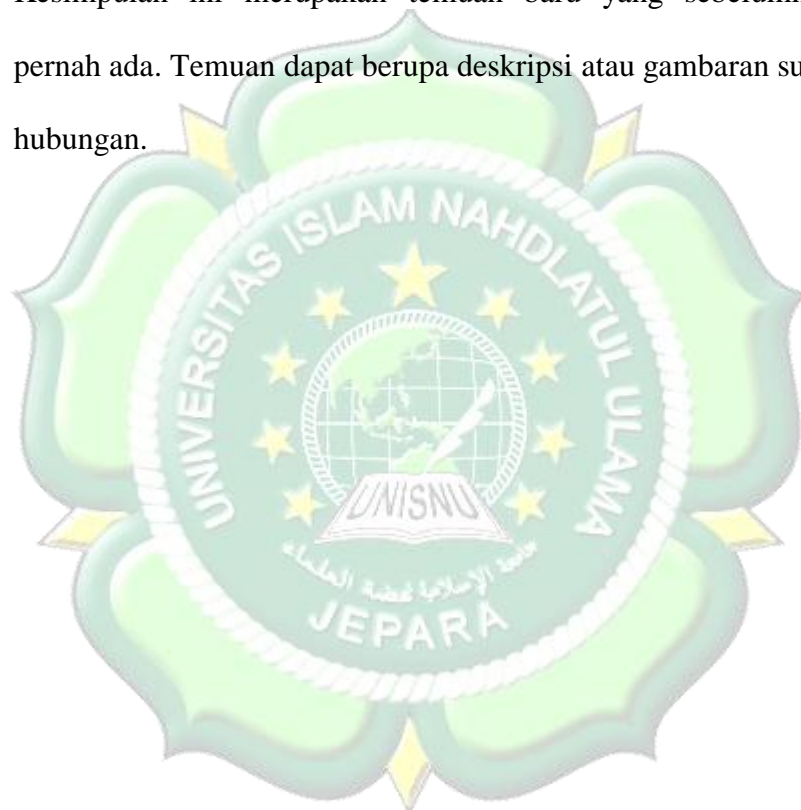 Kesimpulan ini merupakan temuan baru yang
pernah ada. Temuan dapat berupa deskripsi atau gambaran
hubungan.
UNIVERSITAS ISLAM NAHDLATUL ULAMA
UNISNU
JEPARA